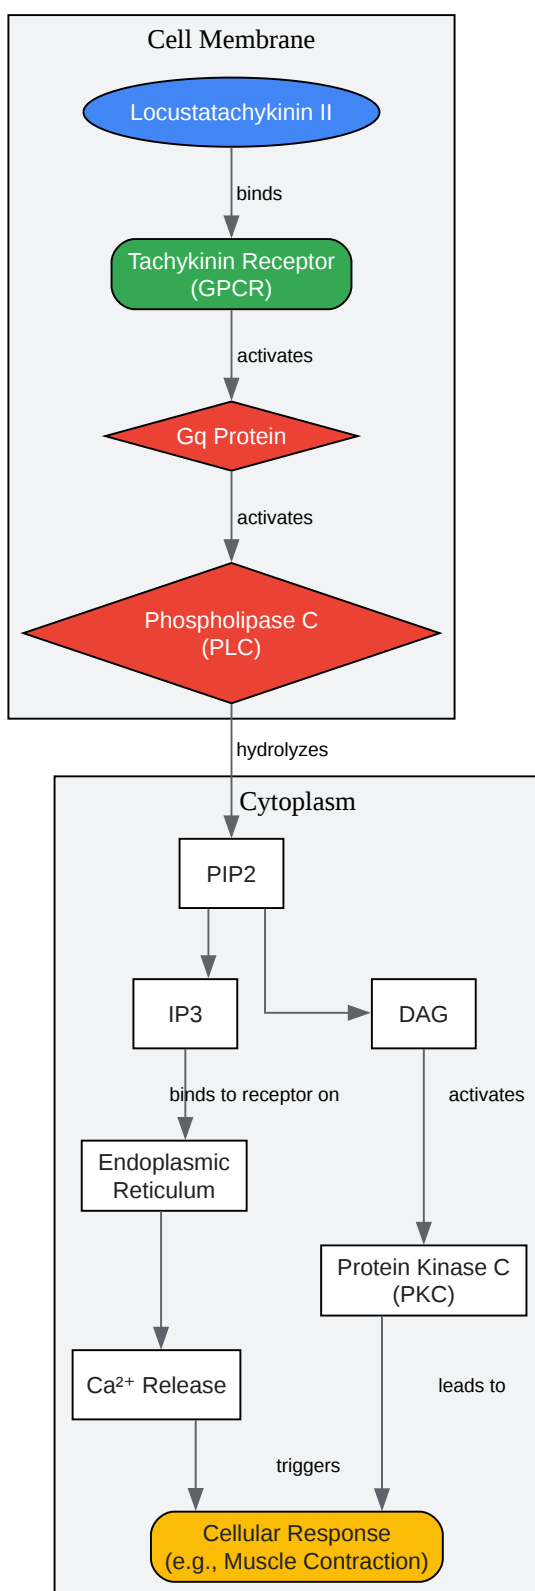 Cell Membrane
Locustatachykinin II
binds
Tachykinin Receptor
(GPCR)
activates
Gq Protein
activates
Phospholipase C
(PLC)
hydrolyzes
Cytoplasm
PIP2
IP3
DAG
binds to receptor on
activates
Endoplasmic
Reticulum
Protein Kinase C
(PKC)
Ca²⁺ Release
leads to
triggers
Cellular Response
(e.g., Muscle Contraction)